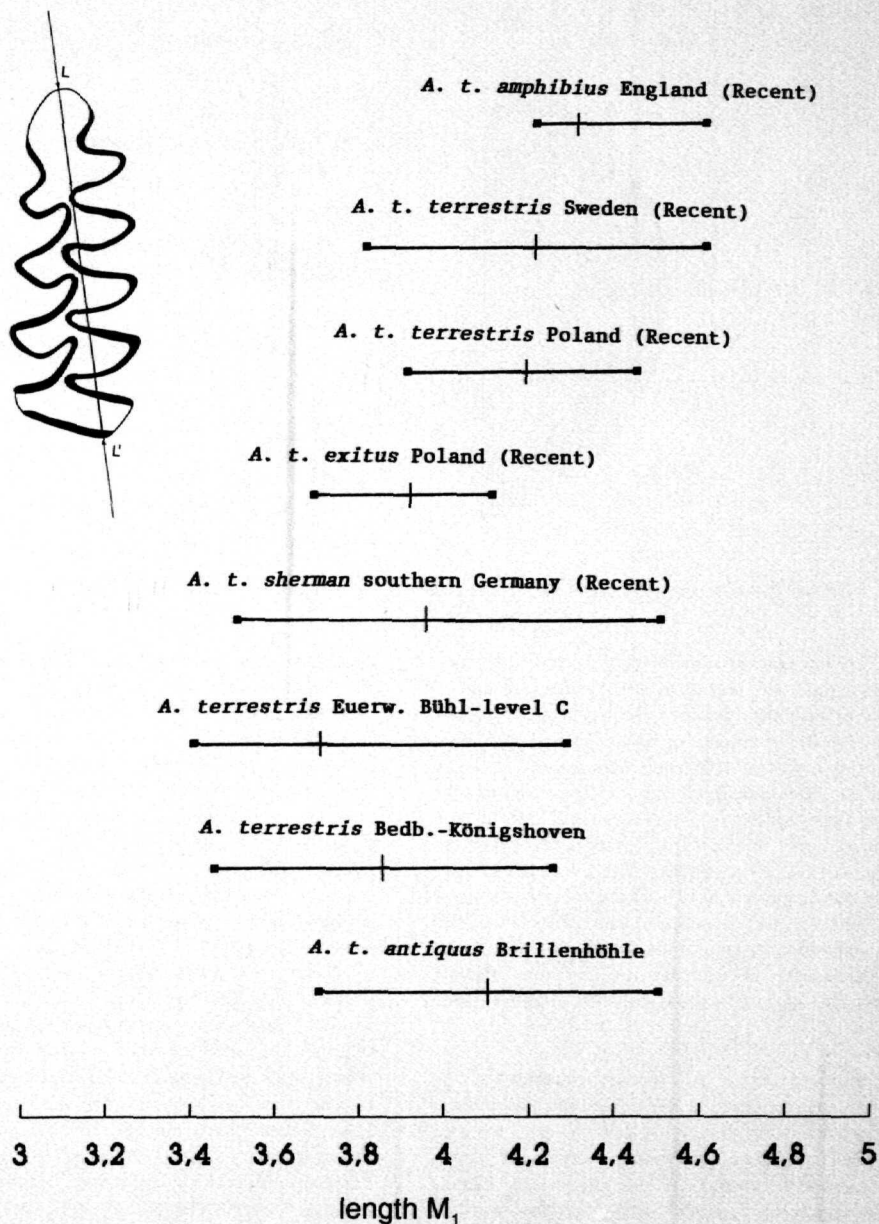 L
A. t. amphibius England (Recent)
A. t. terrestris Sweden (Recent)
A. t. terrestris Poland (Recent)
L'
A. t. exitus Poland (Recent)
A. t. sherman southern Germany (Recent)
A. terrestris Euerw. Bühl-level C
A. terrestris Bedb.-Königshoven
A. t. antiquus Brillenhöhle
3 3,2 3,4 3,6 3,8 4 4,2 4,4 4,6 4,8 5
length M₁